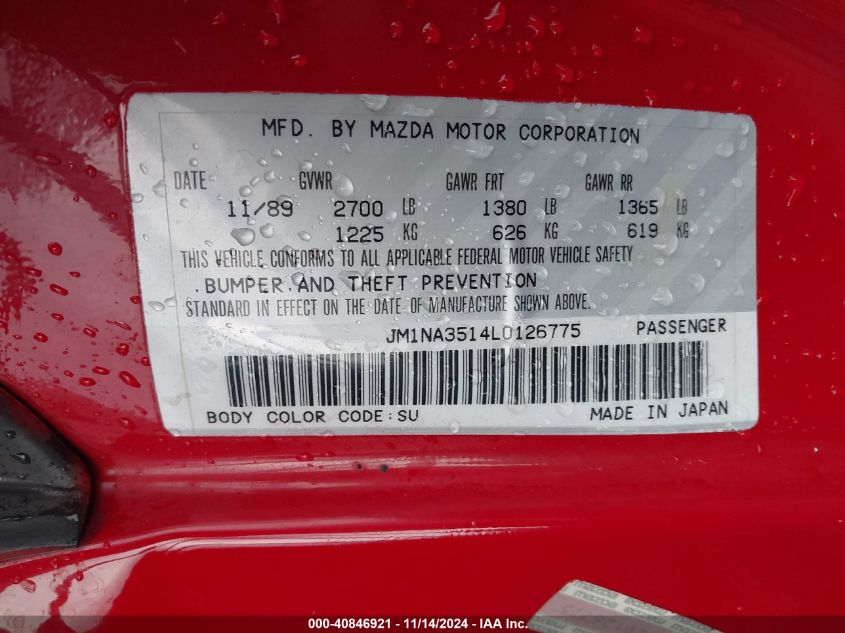 MFD. BY MAZDA MOTOR CORPORATION
DATE GVWR GAWR FRT GAWR RR
11/89 2700 LB 1380 LB 1365 LB
1225 KG 626 KG 619 KG
THIS VEHICLE CONFORMS TO ALL APPLICABLE FEDERAL MOTOR VEHICLE SAFETY
.BUMPER.AND THEFT PREVENTION
STANDARD IN EFFECT ON THE DATE OF MANUFACTURE SHOWN ABOVE.
JM1NA3514L0126775 PASSENGER
BODY COLOR CODE:SU MADE IN JAPAN
000-40846921 - 11/14/2024 - IAA Inc.